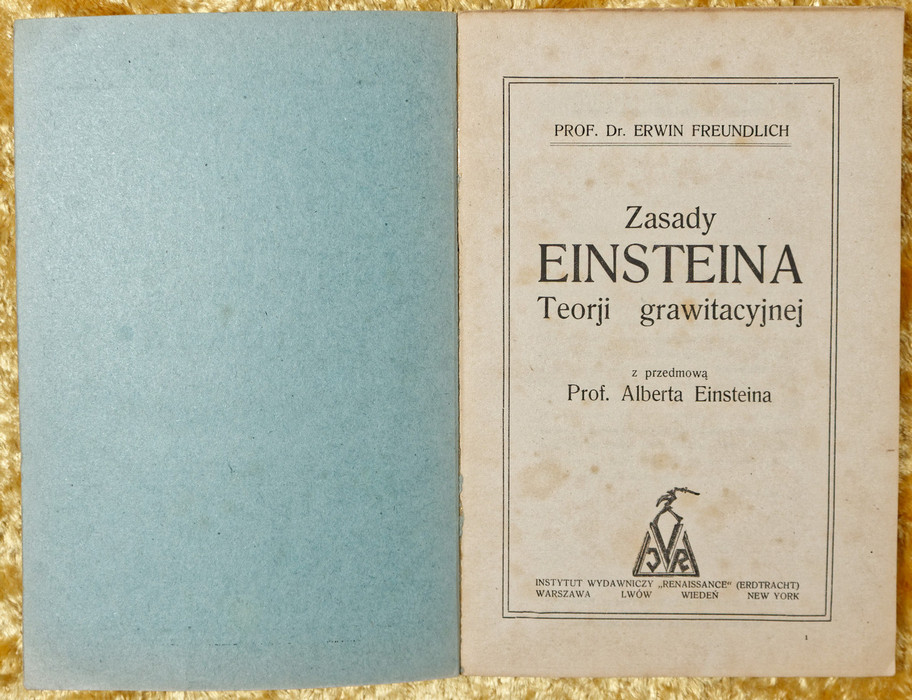 PROF. Dr. ERWIN FREUNDLICH
Zasady
EINSTEINA
Teorji grawitacyjnej
z przedmową
Prof. Alberta Einsteina
INSTYTUT WYDAWNICZY „RENAISSANCE" (ERDTRACHT)
WARSZAWA LWÓW WIEDEŃ NEW YORK
1